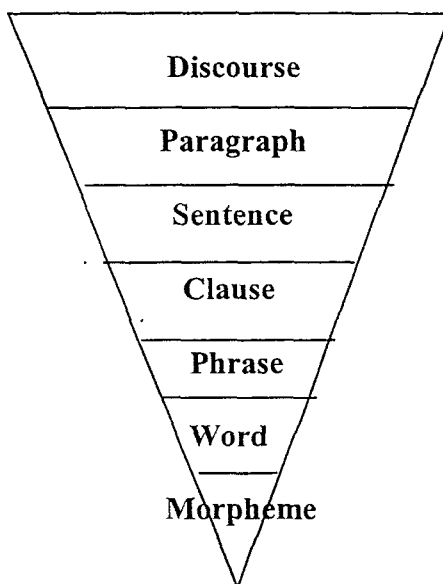 Discourse
Paragraph
Sentence
Clause
Phrase
Word
Morpheme